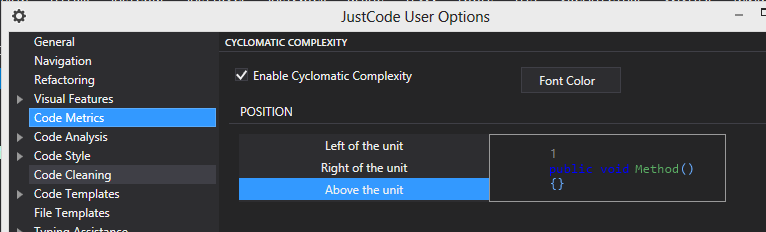 JustCode User Options
General
Navigation
Refactoring
Visual Features
Code Metrics
Code Analysis
Code Style
Code Cleaning
Code Templates
File Templates
Typing Assistance
CYCLOMATIC COMPLEXITY
Enable Cyclomatic Complexity
Font Color
POSITION
Left of the unit
Right of the unit
Above the unit
1
public void Method()
{}